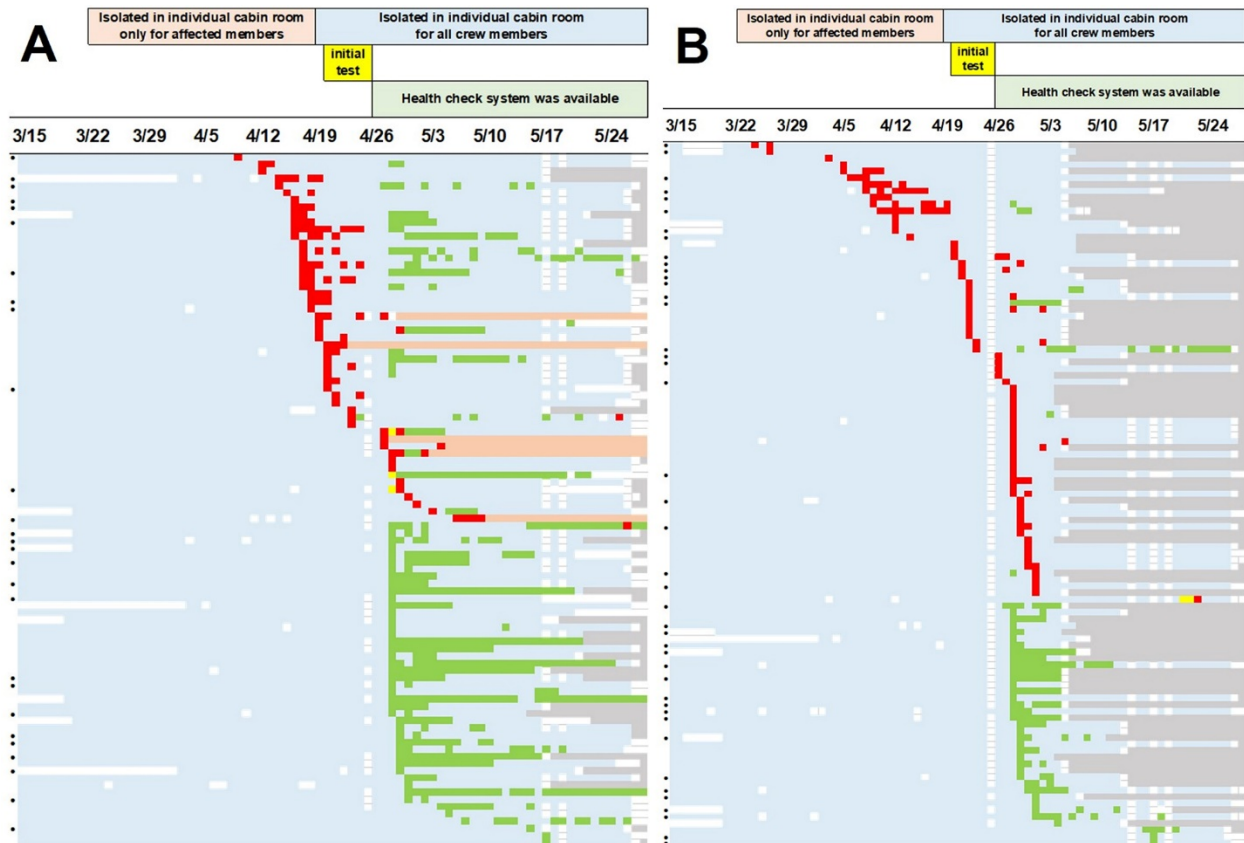 A
Isolated in individual cabin room
only for affected members
Isolated in individual cabin room
for all crew members
initial
test
Health check system was available
3/15 3/22 3/29 4/5 4/12 4/19 4/26 5/3 5/10 5/17 5/24
B
Isolated in individual cabin room
only for affected members
Isolated in individual cabin room
for all crew members
initial
test
Health check system was available
3/15 3/22 3/29 4/5 4/12 4/19 4/26 5/3 5/10 5/17 5/24